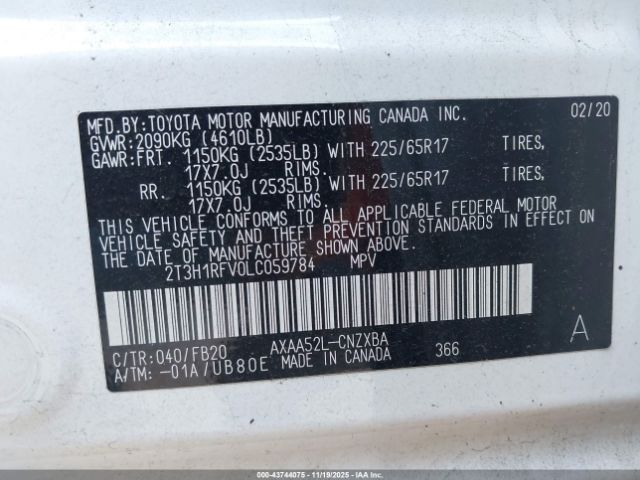 MFD.BY:TOYOTA MOTOR MANUFACTURING CANADA INC. 02/20
GVWR:2090KG (4610LB)
GAWR:FRT. 1150KG (2535LB) WITH 225/65R17 TIRES,
17X7.0J RIMS.
RR. 1150KG (2535LB) WITH 225/65R17 TIRES,
17X7.0J RIMS.
THIS VEHICLE CONFORMS TO ALL APPLICABLE FEDERAL MOTOR
VEHICLE SAFETY AND THEFT PREVENTION STANDARDS IN EFFECT ON
THE DATE OF MANUFACTURE SHOWN ABOVE.
2T3H1RFV0LC059784 MPV
C/TR:040/FB20 AXAA52L-CNZXBA 366 A
A/TM:-01A/UB80E MADE IN CANADA
000-43744075 - 11/19/2025 - IAAI.COM